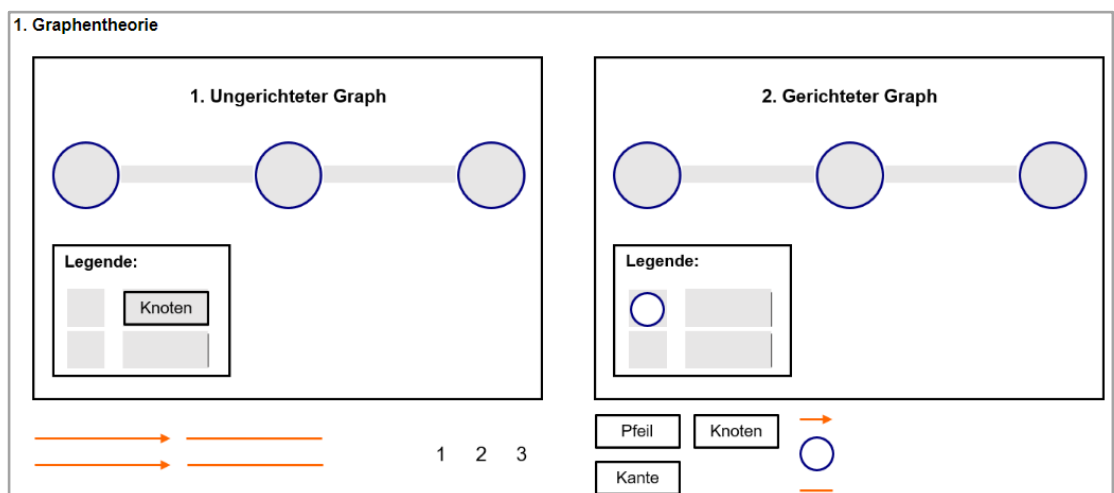 1. Graphentheorie
1. Ungerichteter Graph
Legende:
Knoten
2. Gerichteter Graph
Legende:
1 2 3
Pfeil
Knoten
Kante